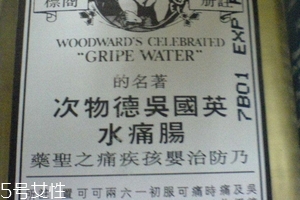 註冊商標
WOODWARD'S CELEBRATED
"GRIPE WATER"
著名的
英國吳德物次
腸痛水
乃防治嬰孩疾痛之聖藥
7B01 EXP
5号女性